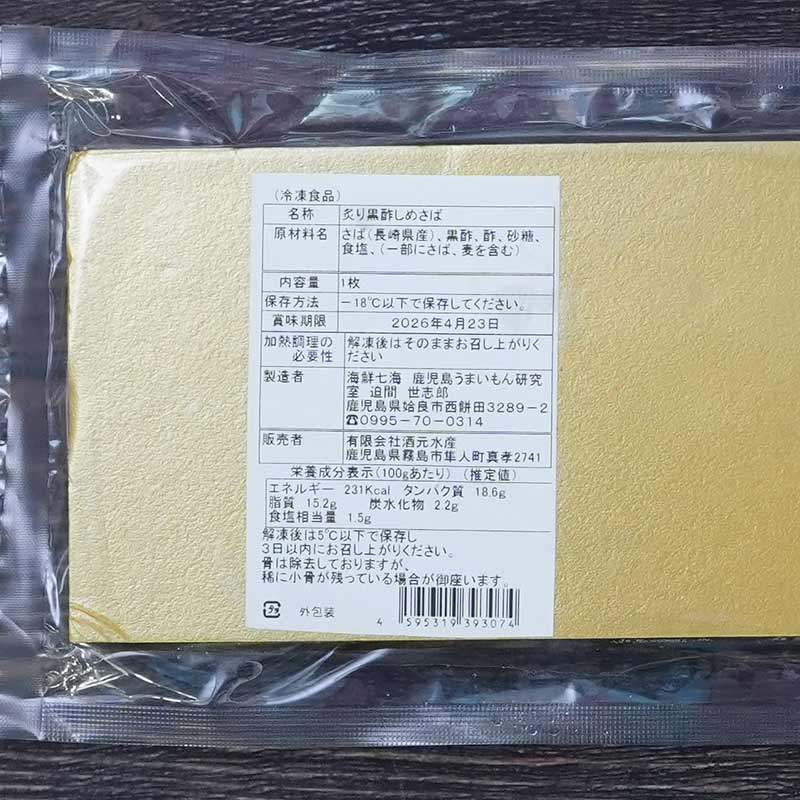 (冷凍食品)
名称 炙り黒酢しめさば
原材料名 さば(長崎県産)、黒酢、酢、砂糖、
食塩、(一部にさば、麦を含む)
内容量 1枚
保存方法 -18℃以下で保存してください。
賞味期限 2026年4月23日
加熱調理の 解凍後はそのままお召し上がりく
必要性 ださい
製造者 海鮮七海 鹿児島うまいもん研究
室 迫間 世志郎
鹿児島県姶良市西餅田3289-2
☎0995-70-0314
販売者 有限会社酒元水産
鹿児島県霧島市隼人町真孝2741
栄養成分表示(100gあたり)(推定値)
エネルギー 231Kcal タンパク質 18.6g
脂質 15.2g 炭水化物 2.2g
食塩相当量 1.5g
解凍後は5℃以下で保存し
3日以内にお召し上がりください。
骨は除去しておりますが、
稀に小骨が残っている場合が御座います。
プラ 外包装
4 595319 393074